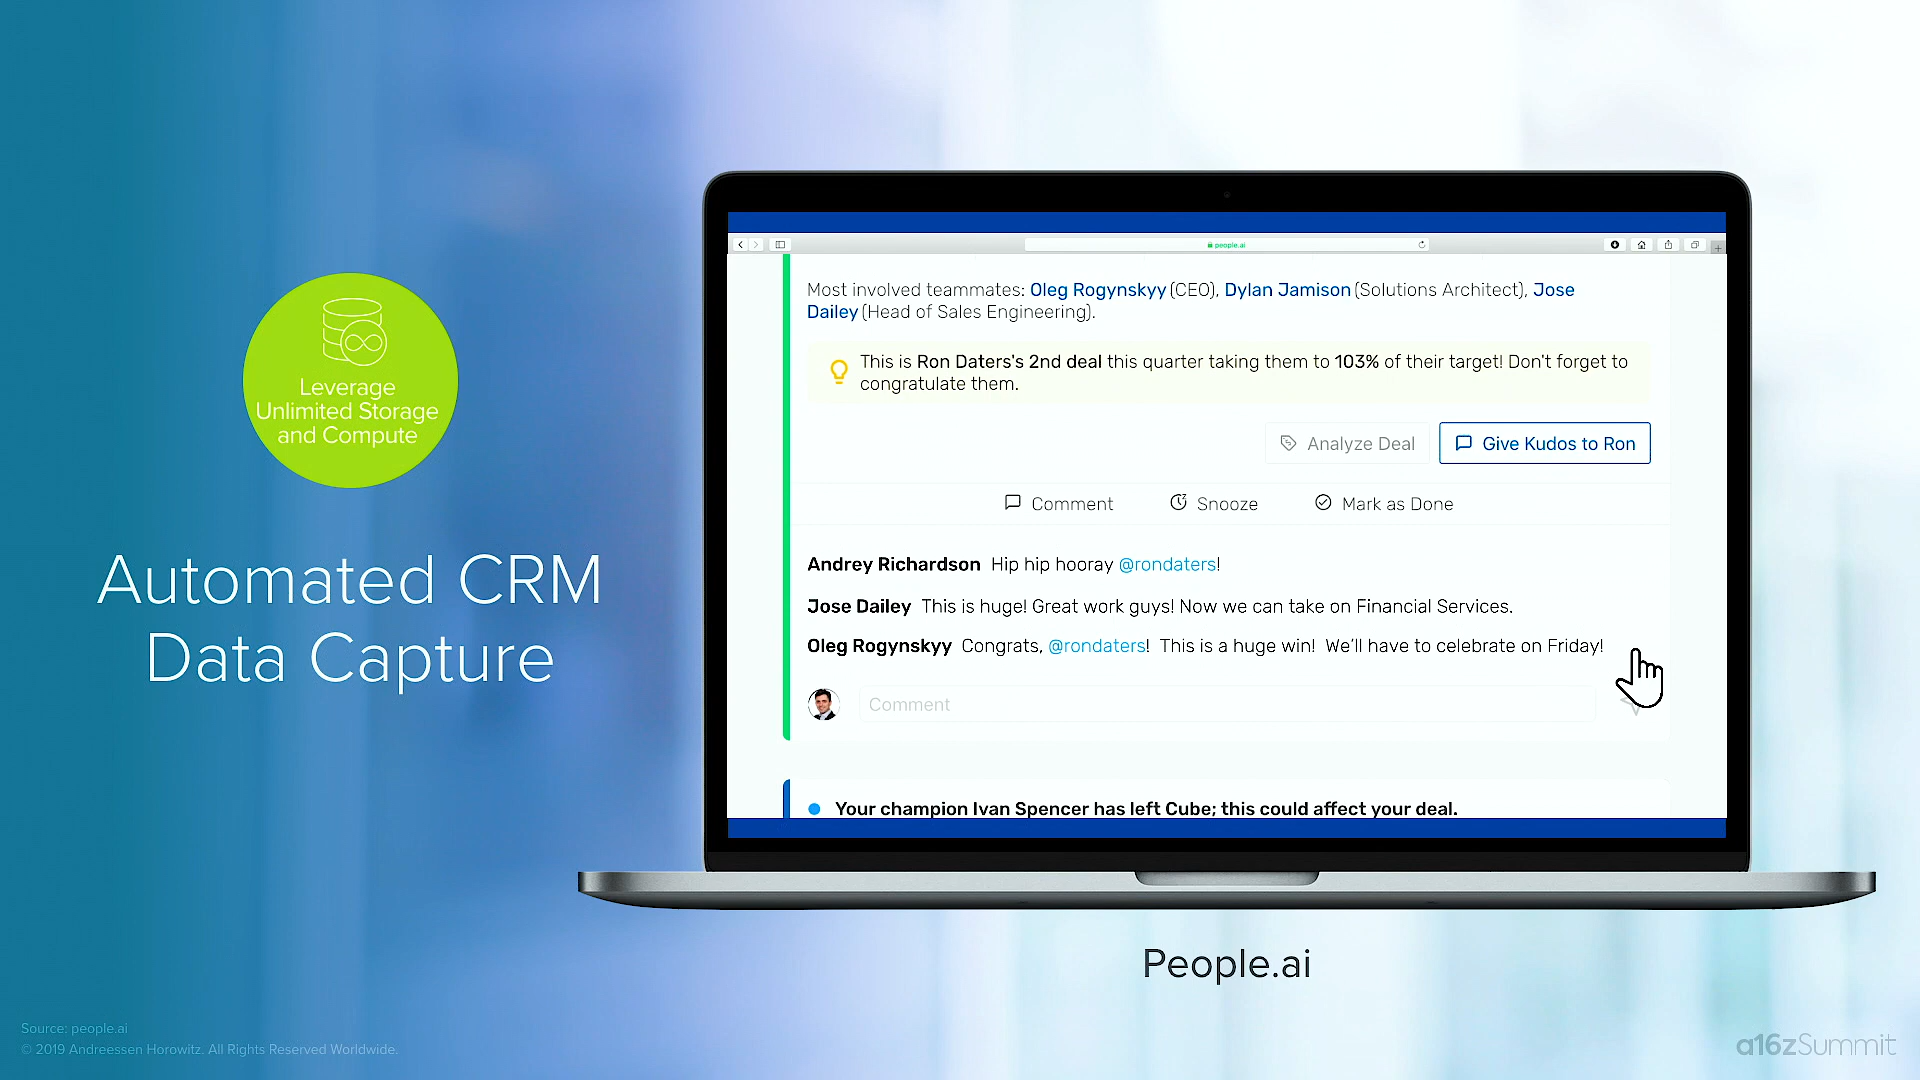 Leverage
Unlimited Storage
and Compute
Automated CRM
Data Capture
people.ai
Most involved teammates: Oleg Rogynskyy (CEO), Dylan Jamison (Solutions Architect), Jose
Dailey (Head of Sales Engineering).
This is Ron Daters's 2nd deal this quarter taking them to 103% of their target! Don't forget to
congratulate them.
Analyze Deal
Give Kudos to Ron
Comment
Snooze
Mark as Done
Andrey Richardson Hip hip hooray @rondaters!
Jose Dailey This is huge! Great work guys! Now we can take on Financial Services.
Oleg Rogynskyy Congrats, @rondaters! This is a huge win! We'll have to celebrate on Friday!
Comment
Your champion Ivan Spencer has left Cube; this could affect your deal.
People.ai
Source: people.ai
© 2019 Andreessen Horowitz. All Rights Reserved Worldwide.
a16zSummit